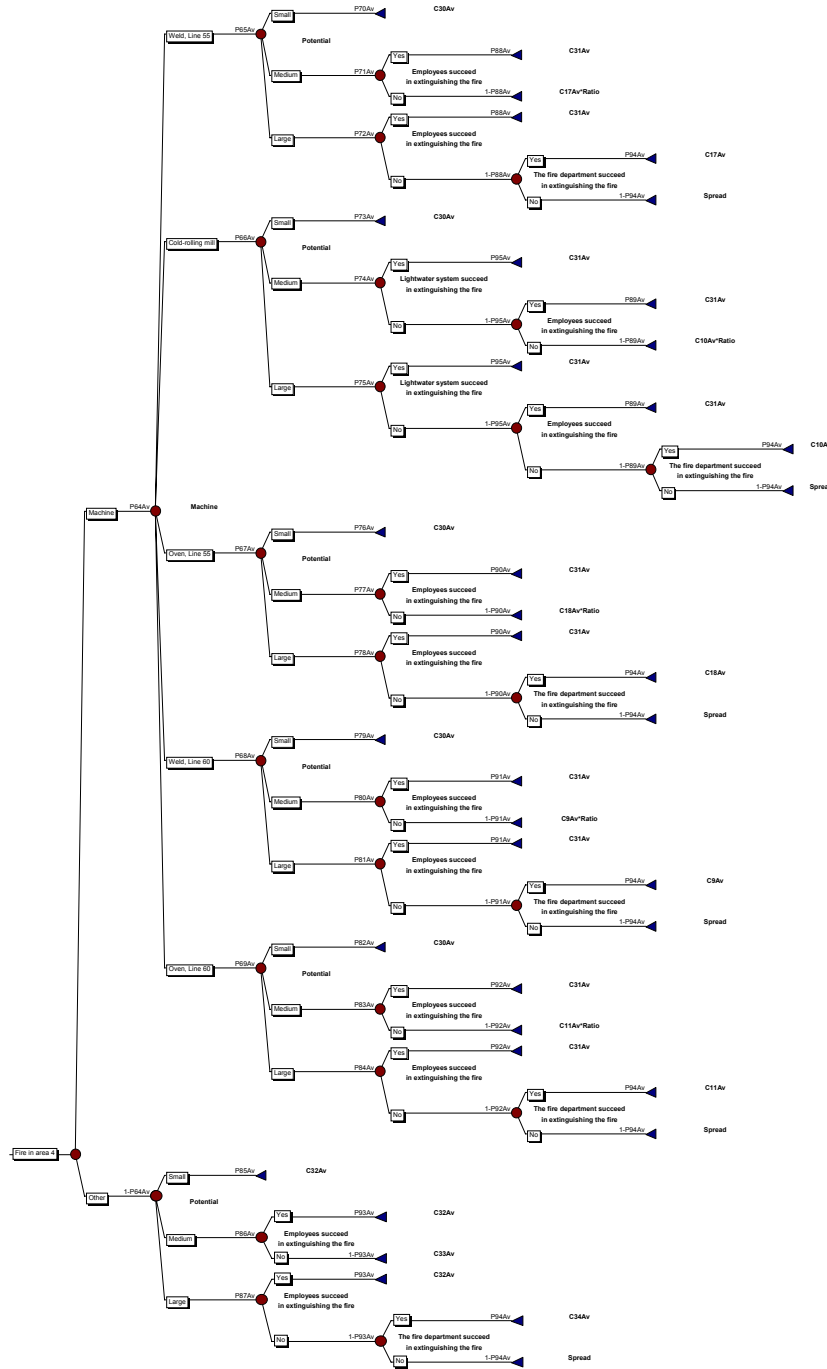 Small
P70Av
C30Av
Weld, Line 55
P65Av
Potential
Yes
P88Av
C31Av
Medium
P71Av
Employees succeed
in extinguishing the fire
No
1-P88Av
C17Av*Ratio
Yes
P88Av
C31Av
Large
P72Av
Employees succeed
in extinguishing the fire
Yes
P94Av
C17Av
No
1-P88Av
The fire department succeed
in extinguishing the fire
No
1-P94Av
Spread
Small
P73Av
C30Av
Cold-rolling mill
P66Av
Potential
Yes
P95Av
C31Av
Medium
P74Av
Lightwater system succeed
in extinguishing the fire
Yes
P89Av
C31Av
No
1-P95Av
Employees succeed
in extinguishing the fire
No
1-P89Av
C10Av*Ratio
Yes
P95Av
C31Av
Large
P75Av
Lightwater system succeed
in extinguishing the fire
Yes
P89Av
C31Av
No
1-P95Av
Employees succeed
in extinguishing the fire
Yes
P94Av
C10A
No
1-P89Av
The fire department succeed
in extinguishing the fire
No
1-P94Av
Sprea
Machine
P64Av
Machine
Small
P76Av
C30Av
Oven, Line 55
P67Av
Potential
Yes
P90Av
C31Av
Medium
P77Av
Employees succeed
in extinguishing the fire
No
1-P90Av
C18Av*Ratio
Yes
P90Av
C31Av
Large
P78Av
Employees succeed
in extinguishing the fire
Yes
P94Av
C18Av
No
1-P90Av
The fire department succeed
in extinguishing the fire
No
1-P94Av
Spread
Small
P79Av
C30Av
Weld, Line 60
P68Av
Potential
Yes
P91Av
C31Av
Medium
P80Av
Employees succeed
in extinguishing the fire
No
1-P91Av
C9Av*Ratio
Yes
P91Av
C31Av
Large
P81Av
Employees succeed
in extinguishing the fire
Yes
P94Av
C9Av
No
1-P91Av
The fire department succeed
in extinguishing the fire
No
1-P94Av
Spread
Small
P82Av
C30Av
Oven, Line 60
P69Av
Potential
Yes
P92Av
C31Av
Medium
P83Av
Employees succeed
in extinguishing the fire
No
1-P92Av
C11Av*Ratio
Yes
P92Av
C31Av
Large
P84Av
Employees succeed
in extinguishing the fire
Yes
P94Av
C11Av
No
1-P92Av
The fire department succeed
in extinguishing the fire
No
1-P94Av
Spread
Fire in area 4
Small
P85Av
C32Av
Other
1-P64Av
Potential
Yes
P93Av
C32Av
Medium
P86Av
Employees succeed
in extinguishing the fire
No
1-P93Av
C33Av
Yes
P93Av
C32Av
Large
P87Av
Employees succeed
in extinguishing the fire
Yes
P94Av
C34Av
No
1-P93Av
The fire department succeed
in extinguishing the fire
No
1-P94Av
Spread